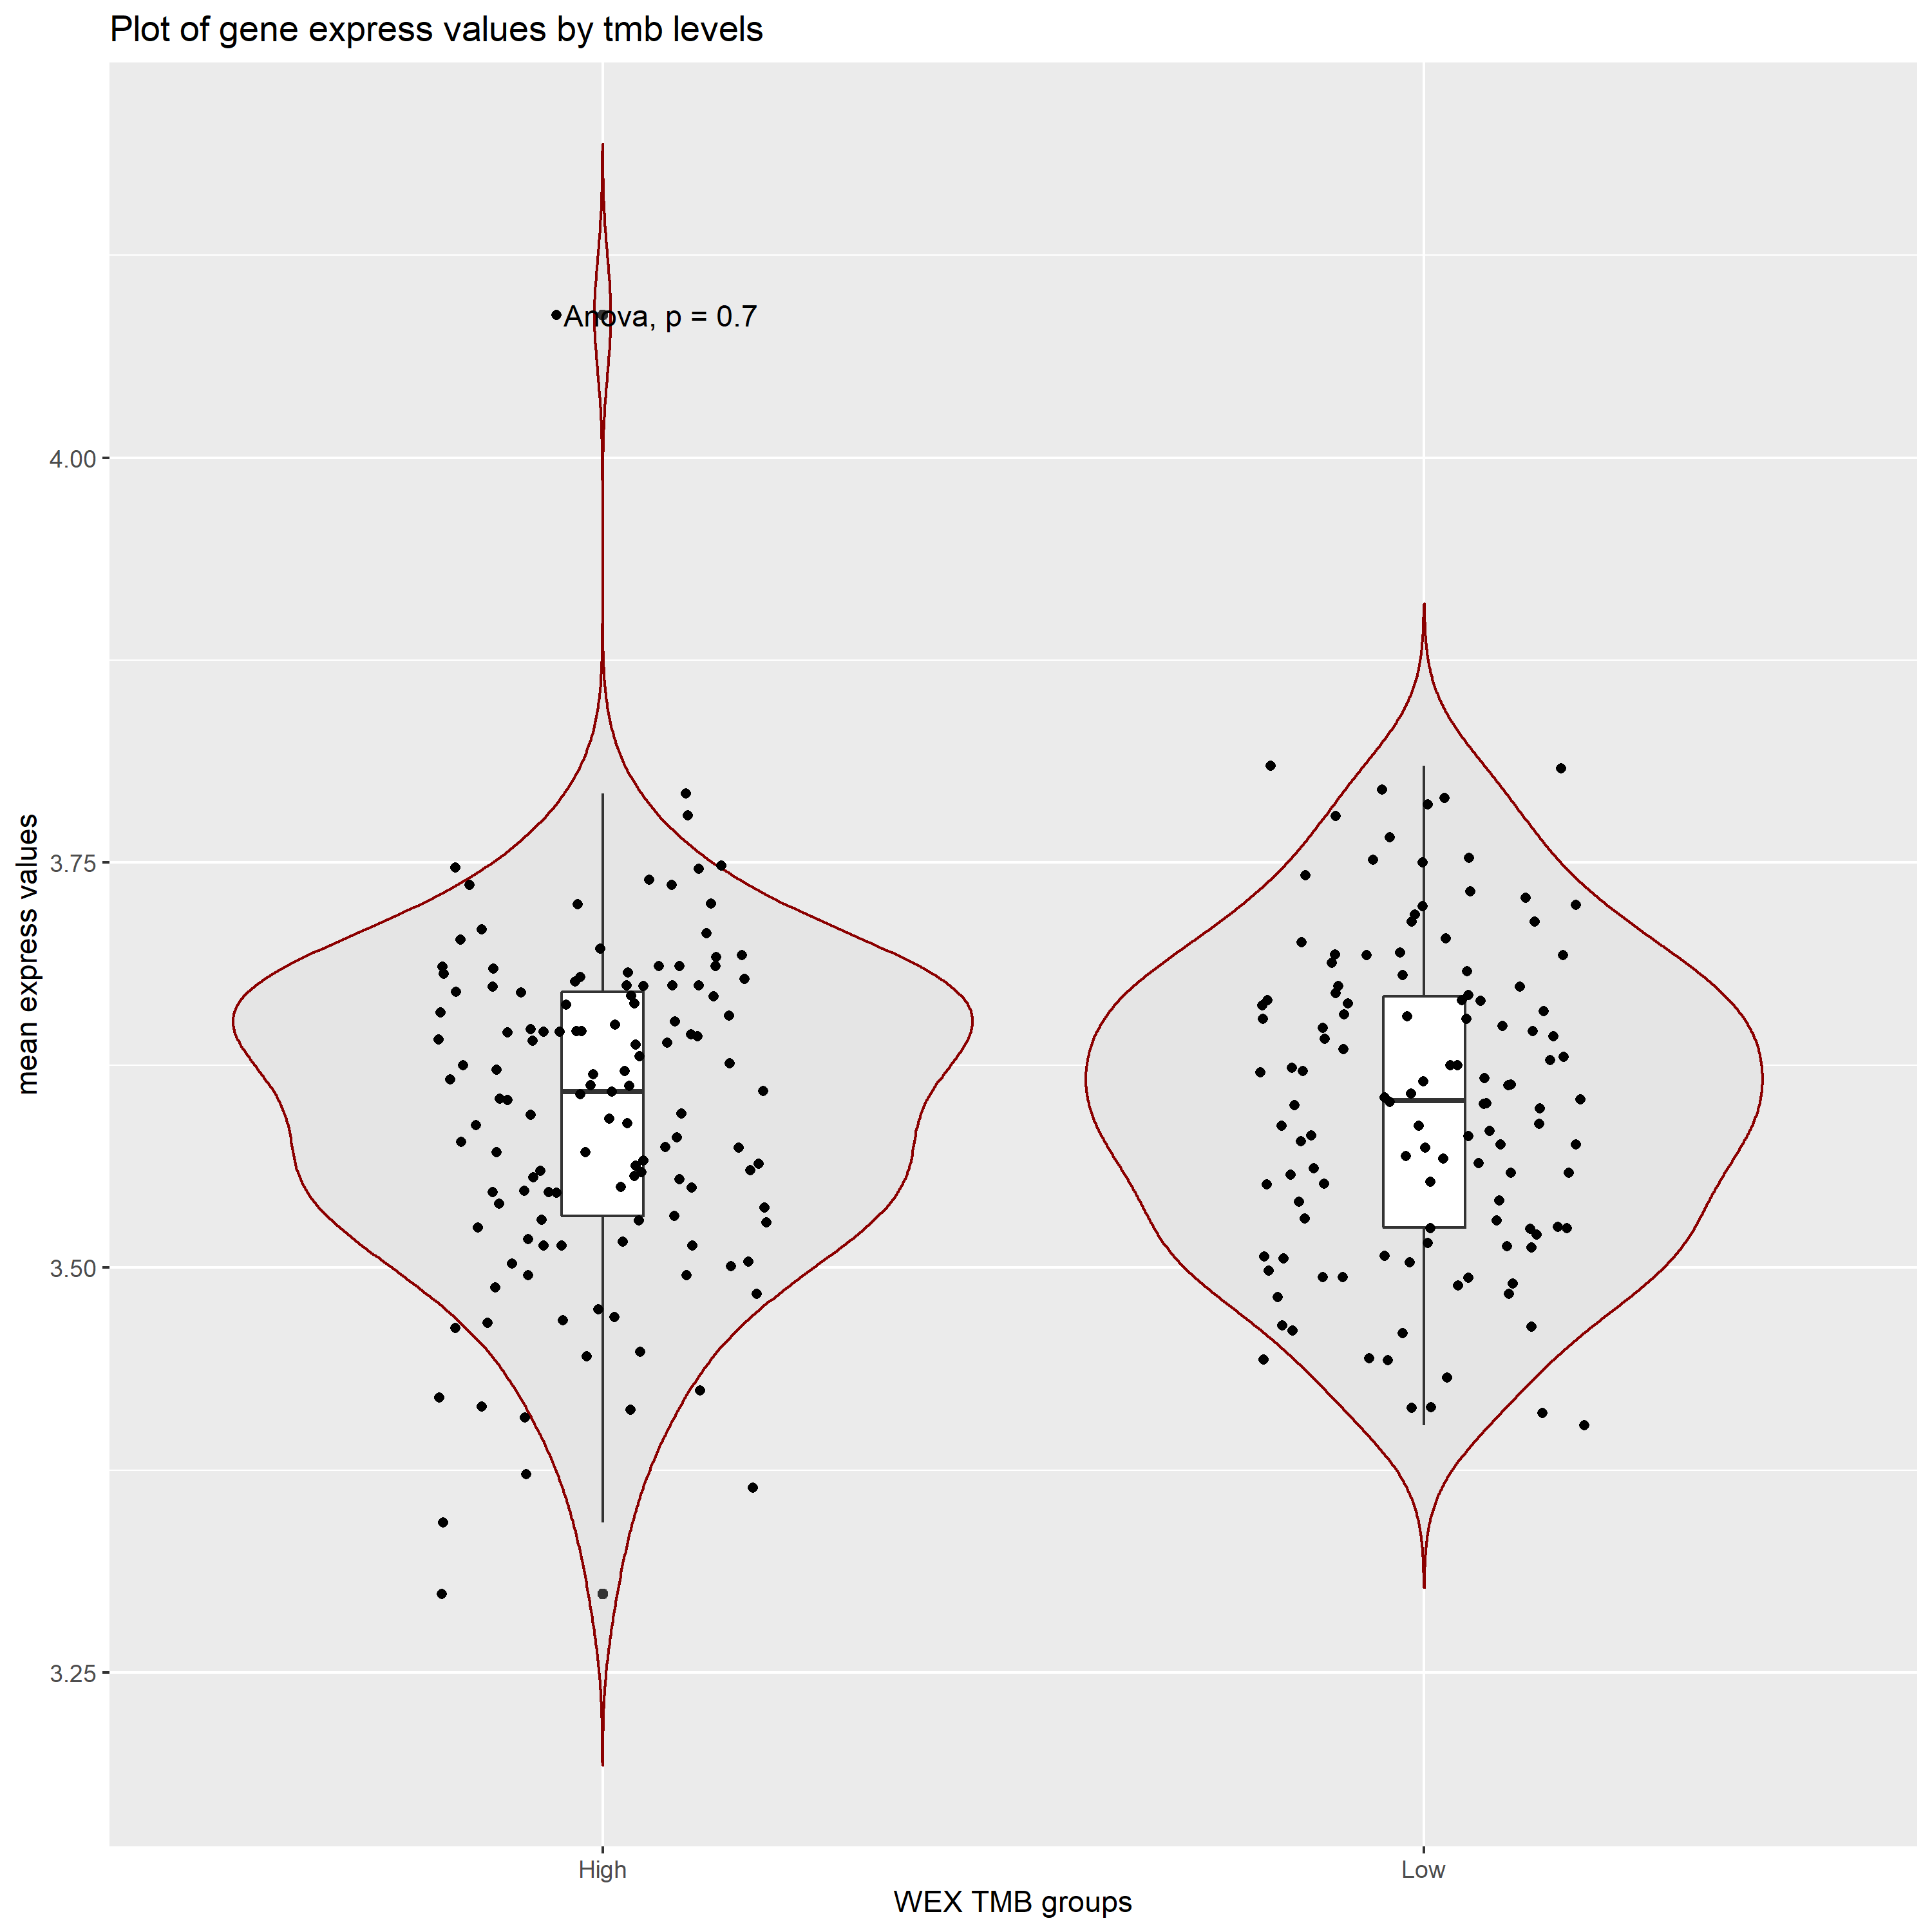 Plot of gene express values by tmb levels
Anova, p = 0.7
4.00
3.75
3.50
3.25
mean express values
High
Low
WEX TMB groups